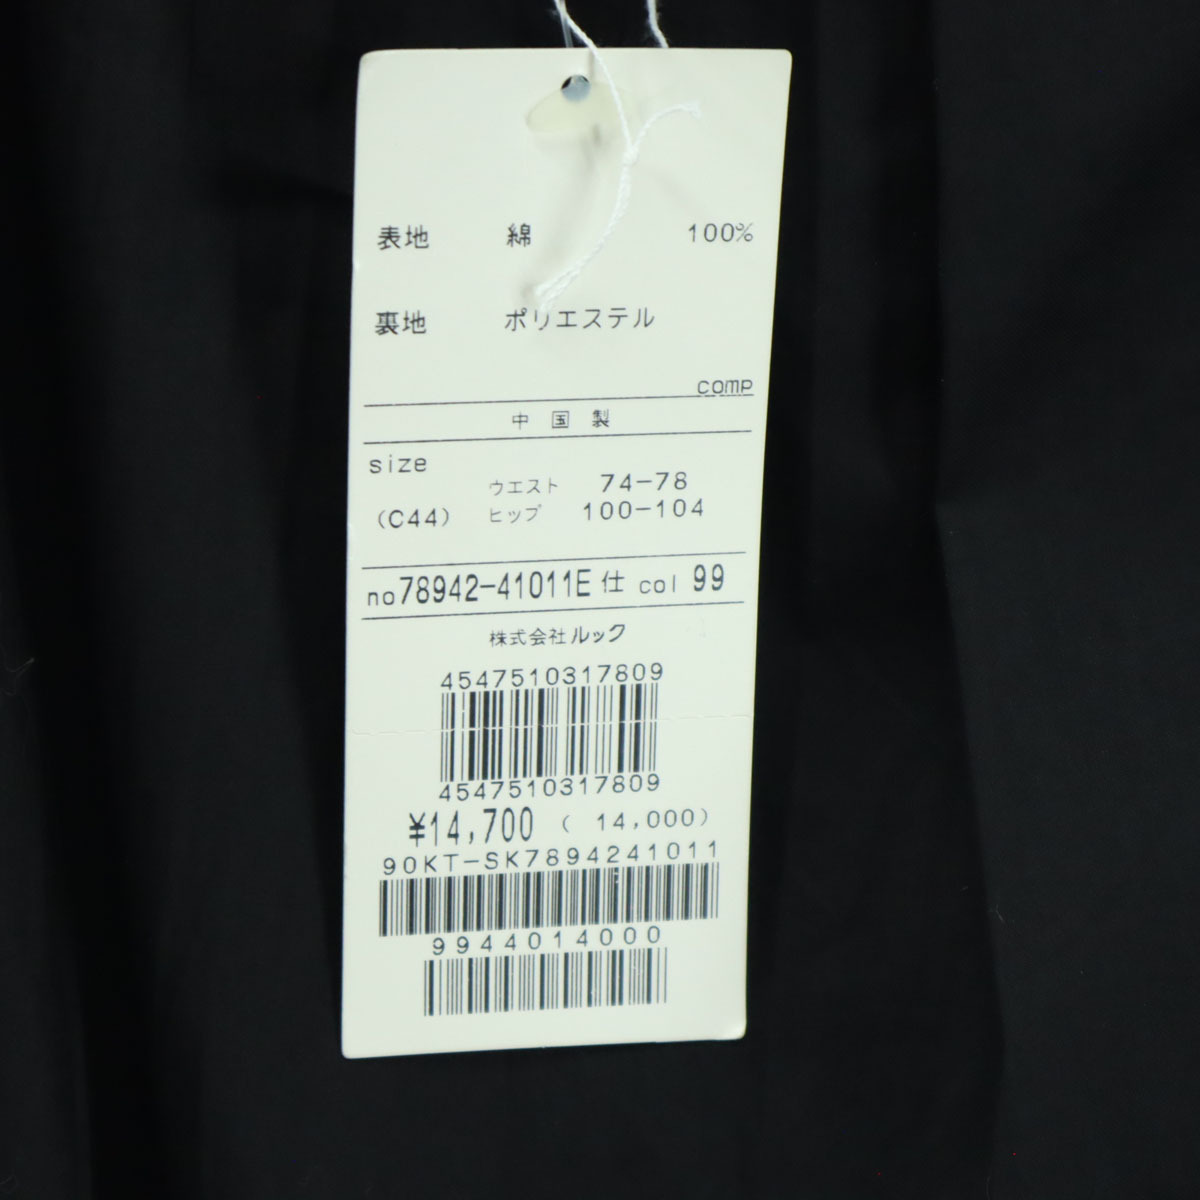 表地 綿 100%
裏地 ポリエステル
comp
中国製
size
ウエスト 74-78
(C44) ヒップ 100-104
no78942-41011E 仕 col 99
株式会社ルック
4547510317809
4547510317809
¥14,700 ( 14,000)
90KT-SK7894241011
9944014000